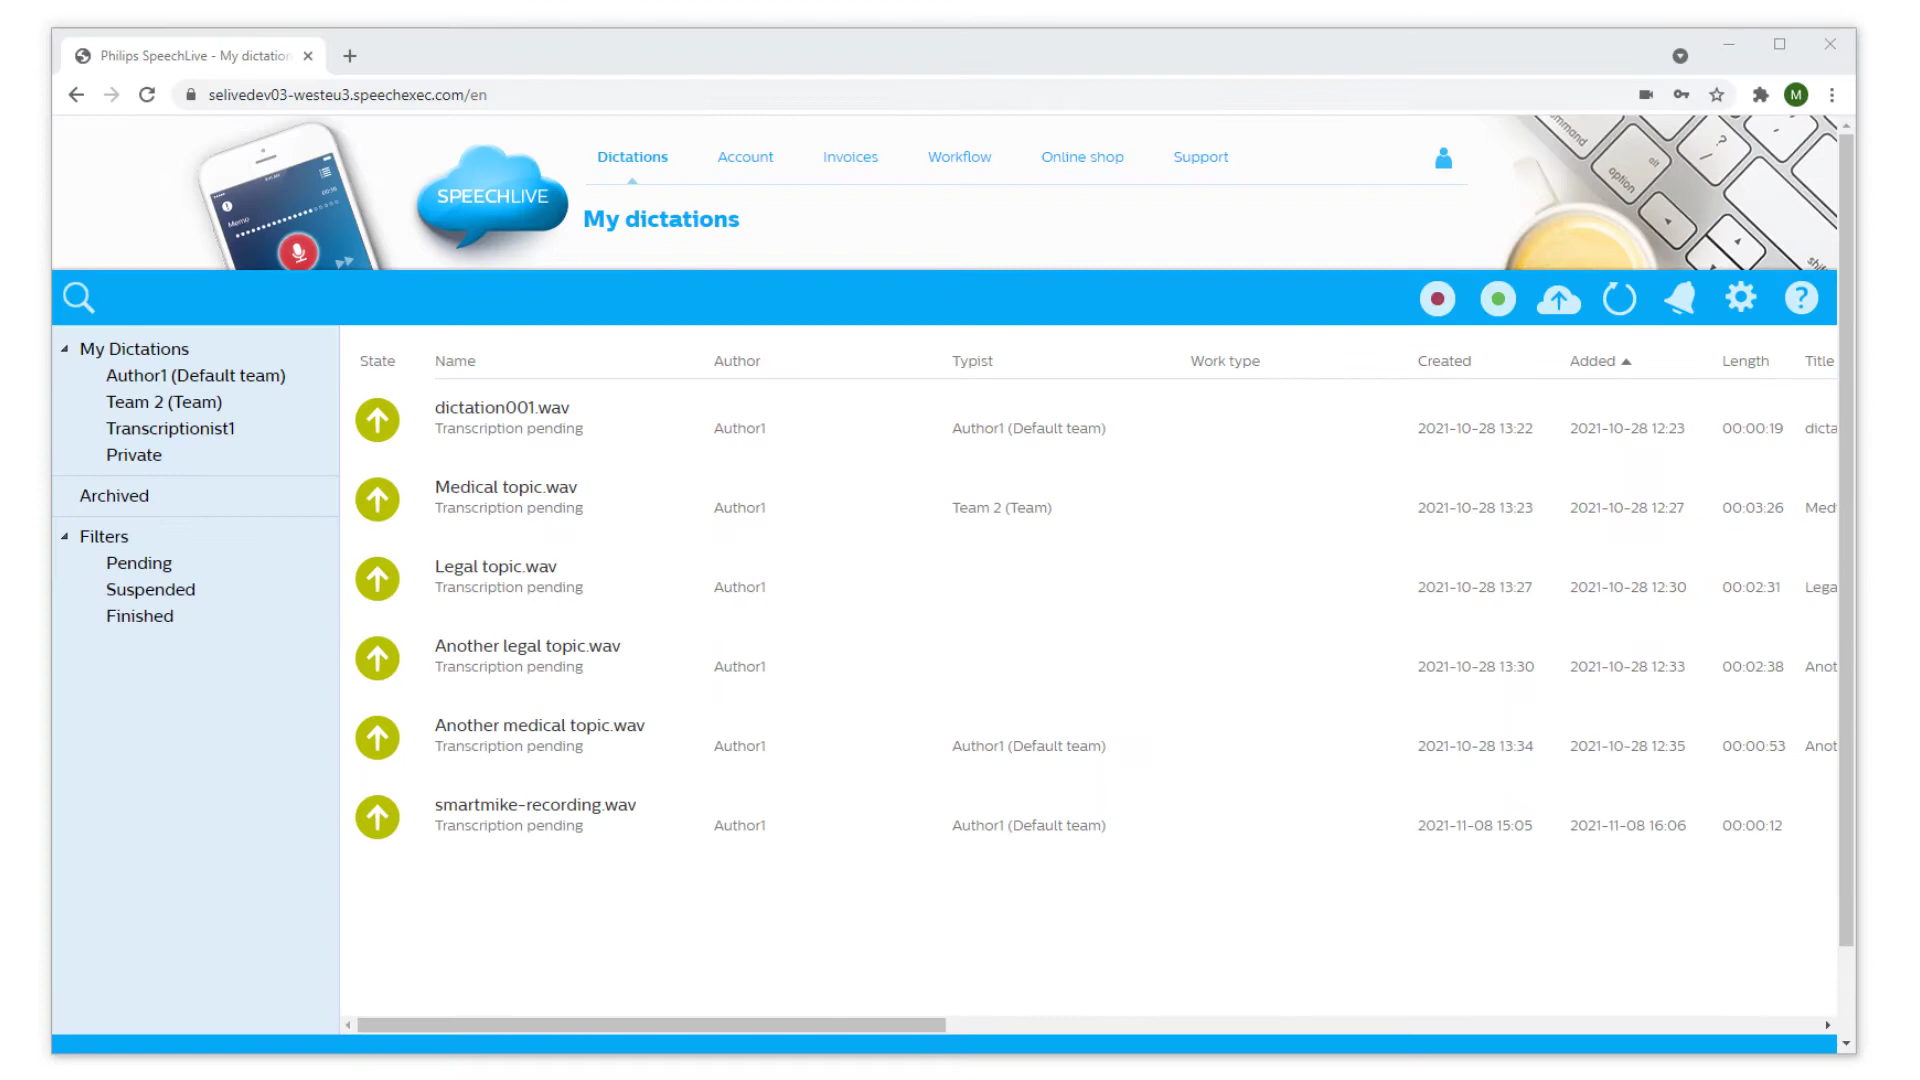 Philips SpeechLive - My dictation
selivedev03-westeu3.speechexec.com/en
M
Memo
SPEECHLIVE
Dictations Account Invoices Workflow Online shop Support
My dictations
command
option
alt
?
My Dictations
Author1 (Default team)
Team 2 (Team)
Transcriptionist1
Private
Archived
Filters
Pending
Suspended
Finished
State Name Author Typist Work type Created Added Length Title
dictation001.wav
Transcription pending Author1 Author1 (Default team) 2021-10-28 13:22 2021-10-28 12:23 00:00:19 dicta
Medical topic.wav
Transcription pending Author1 Team 2 (Team) 2021-10-28 13:23 2021-10-28 12:27 00:03:26 Med
Legal topic.wav
Transcription pending Author1 2021-10-28 13:27 2021-10-28 12:30 00:02:31 Lega
Another legal topic.wav
Transcription pending Author1 2021-10-28 13:30 2021-10-28 12:33 00:02:38 Anot
Another medical topic.wav
Transcription pending Author1 Author1 (Default team) 2021-10-28 13:34 2021-10-28 12:35 00:00:53 Anot
smartmike-recording.wav
Transcription pending Author1 Author1 (Default team) 2021-11-08 15:05 2021-11-08 16:06 00:00:12